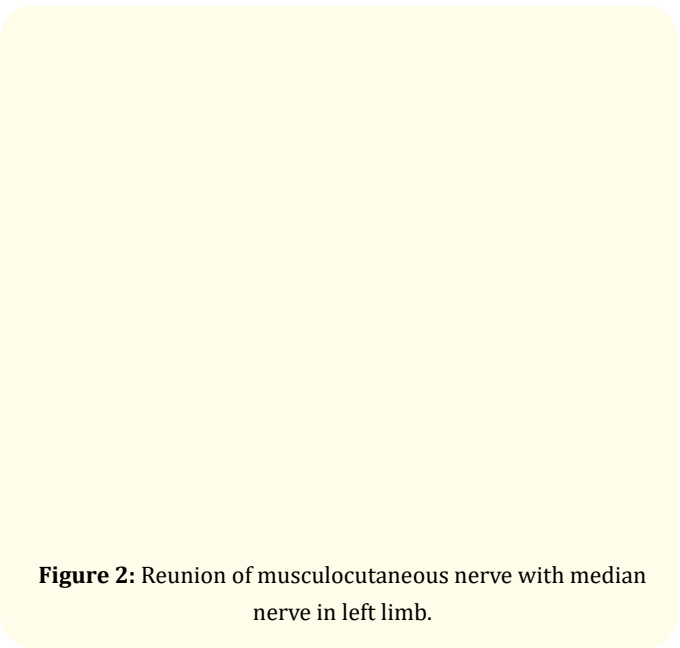 Figure 2: Reunion of musculocutaneous nerve with median
nerve in left limb.